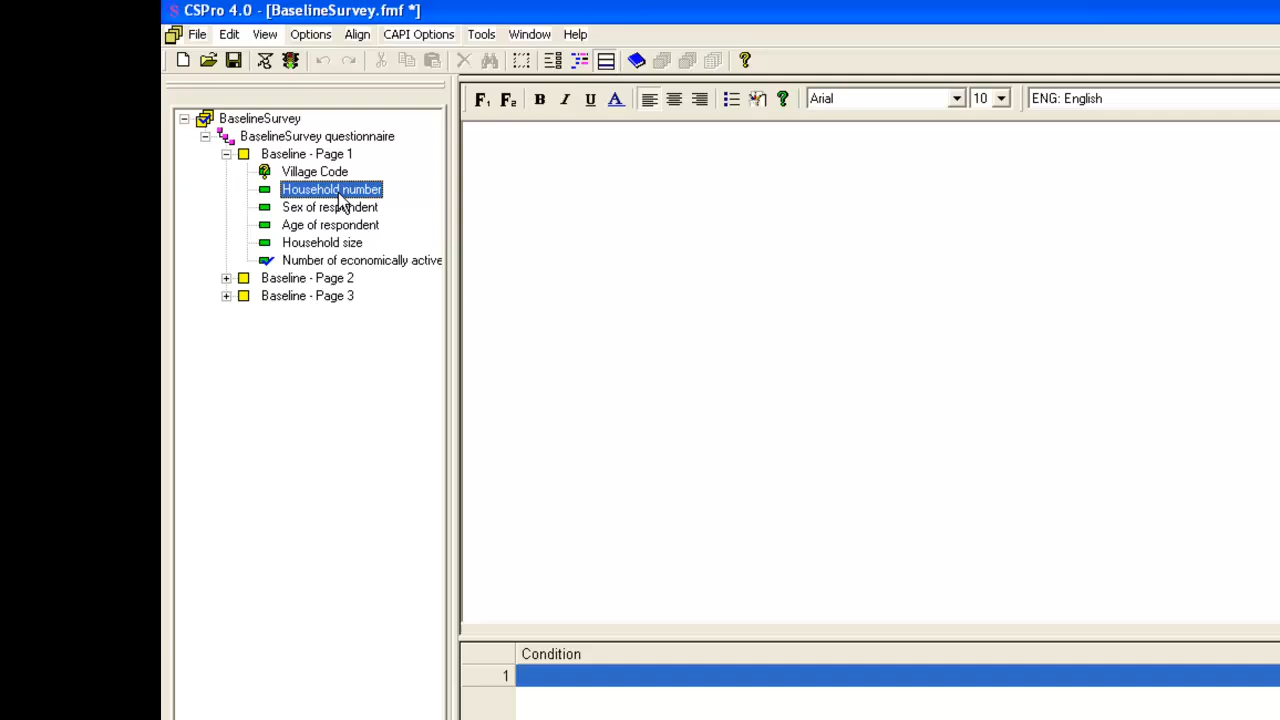 CSPro 4.0 - [BaselineSurvey.fmf *]
File Edit View Options Align CAPI Options Tools Window Help
F1 F2 B I U A Arial 10 ENG: English
BaselineSurvey
BaselineSurvey questionnaire
Baseline - Page 1
Village Code
Household number
Sex of respondent
Age of respondent
Household size
Number of economically active
Baseline - Page 2
Baseline - Page 3
Condition
1